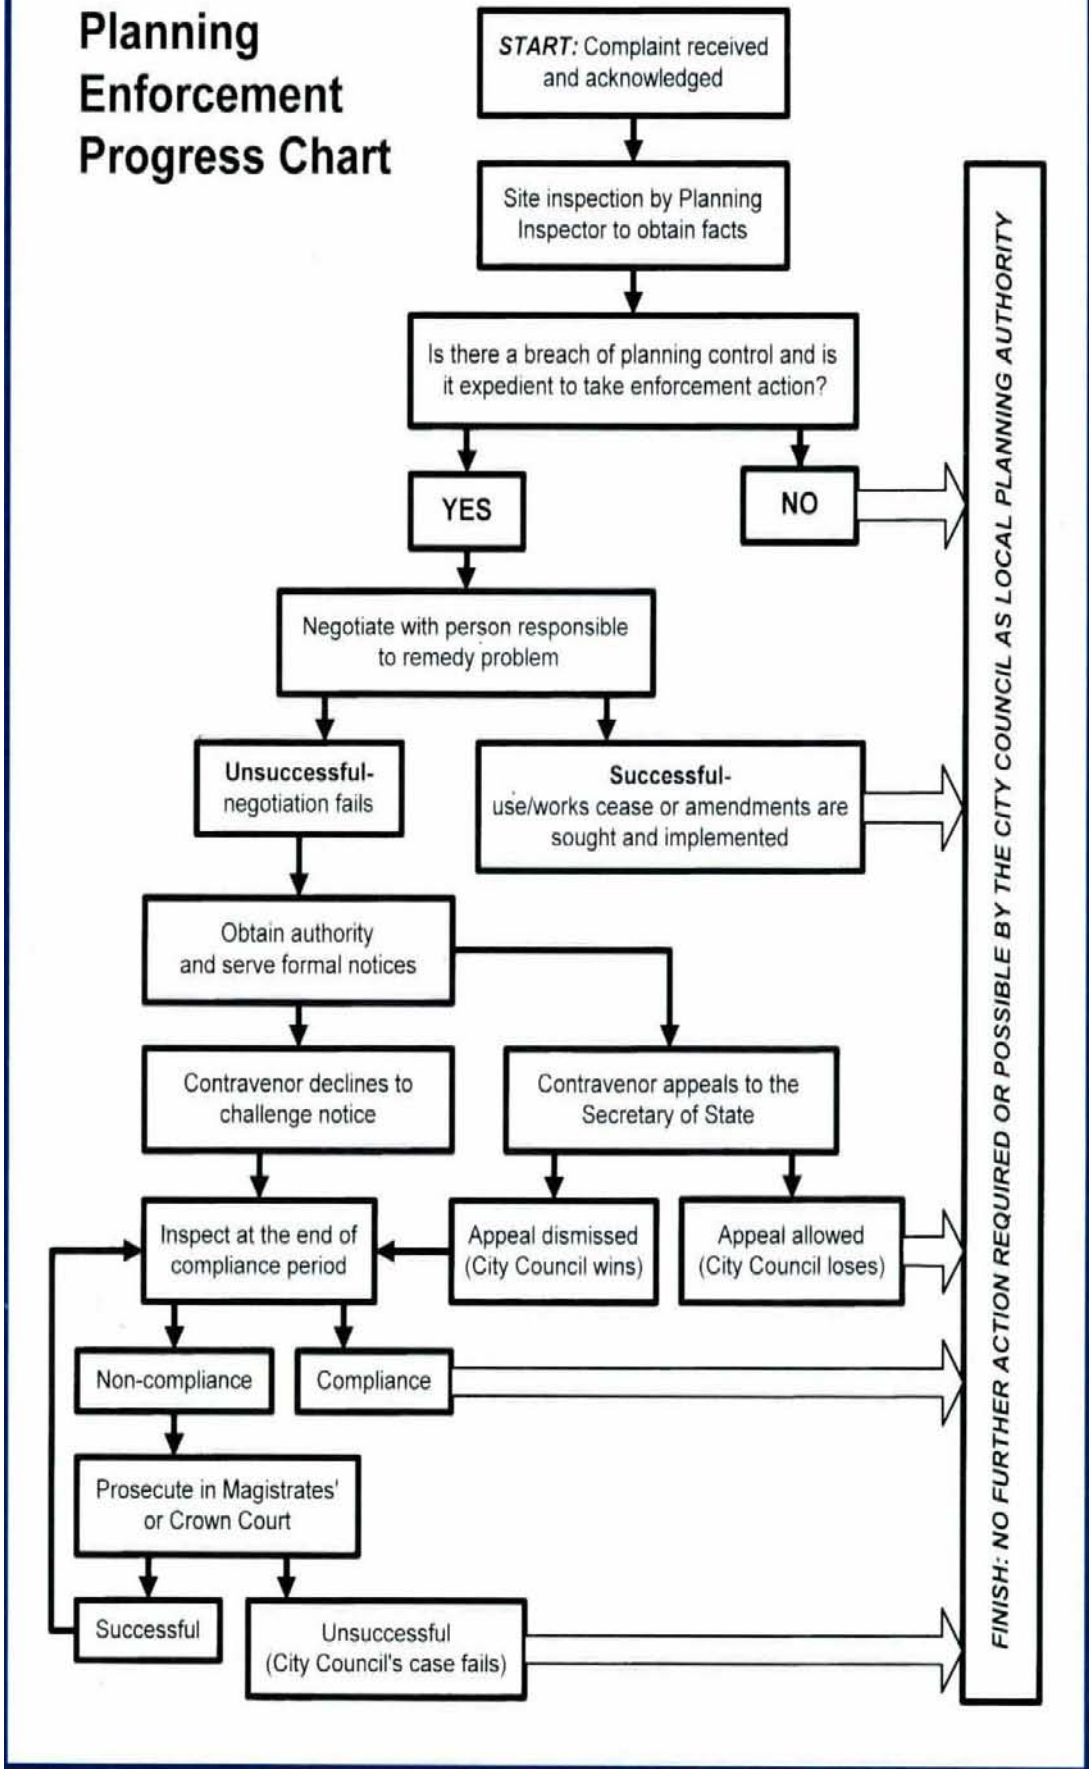 Planning
Enforcement
Progress Chart
START: Complaint received
and acknowledged
Site inspection by Planning
Inspector to obtain facts
Is there a breach of planning control and is
it expedient to take enforcement action?
YES
NO
Negotiate with person responsible
to remedy problem
Unsuccessful-
negotiation fails
Successful-
use/works cease or amendments are
sought and implemented
Obtain authority
and serve formal notices
Contravenor declines to
challenge notice
Contravenor appeals to the
Secretary of State
Inspect at the end of
compliance period
Appeal dismissed
(City Council wins)
Appeal allowed
(City Council loses)
Non-compliance
Compliance
Prosecute in Magistrates'
or Crown Court
Successful
Unsuccessful
(City Council's case fails)
FINISH: NO FURTHER ACTION REQUIRED OR POSSIBLE BY THE CITY COUNCIL AS LOCAL PLANNING AUTHORITY